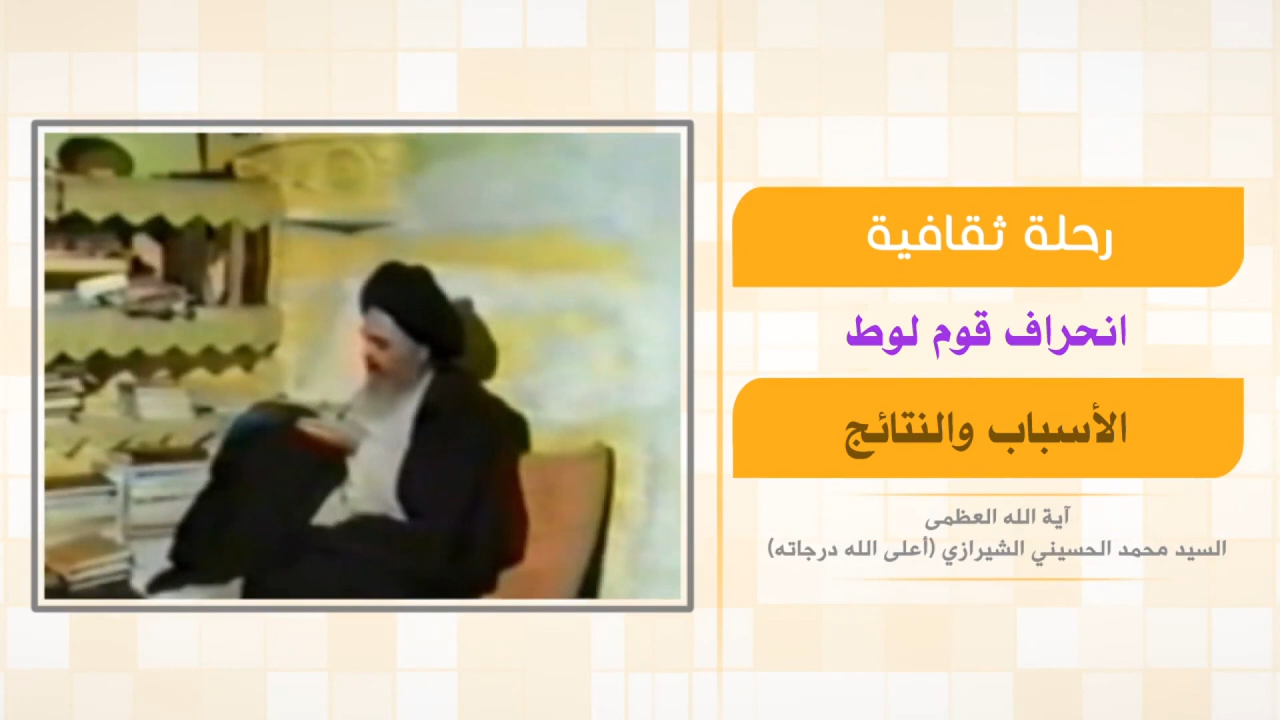 رحلة ثقافية
انحراف قوم لوط
الأسباب والنتائج
آية الله العظمى
السيد محمد الحسيني الشيرازي (أعلى الله درجاته)